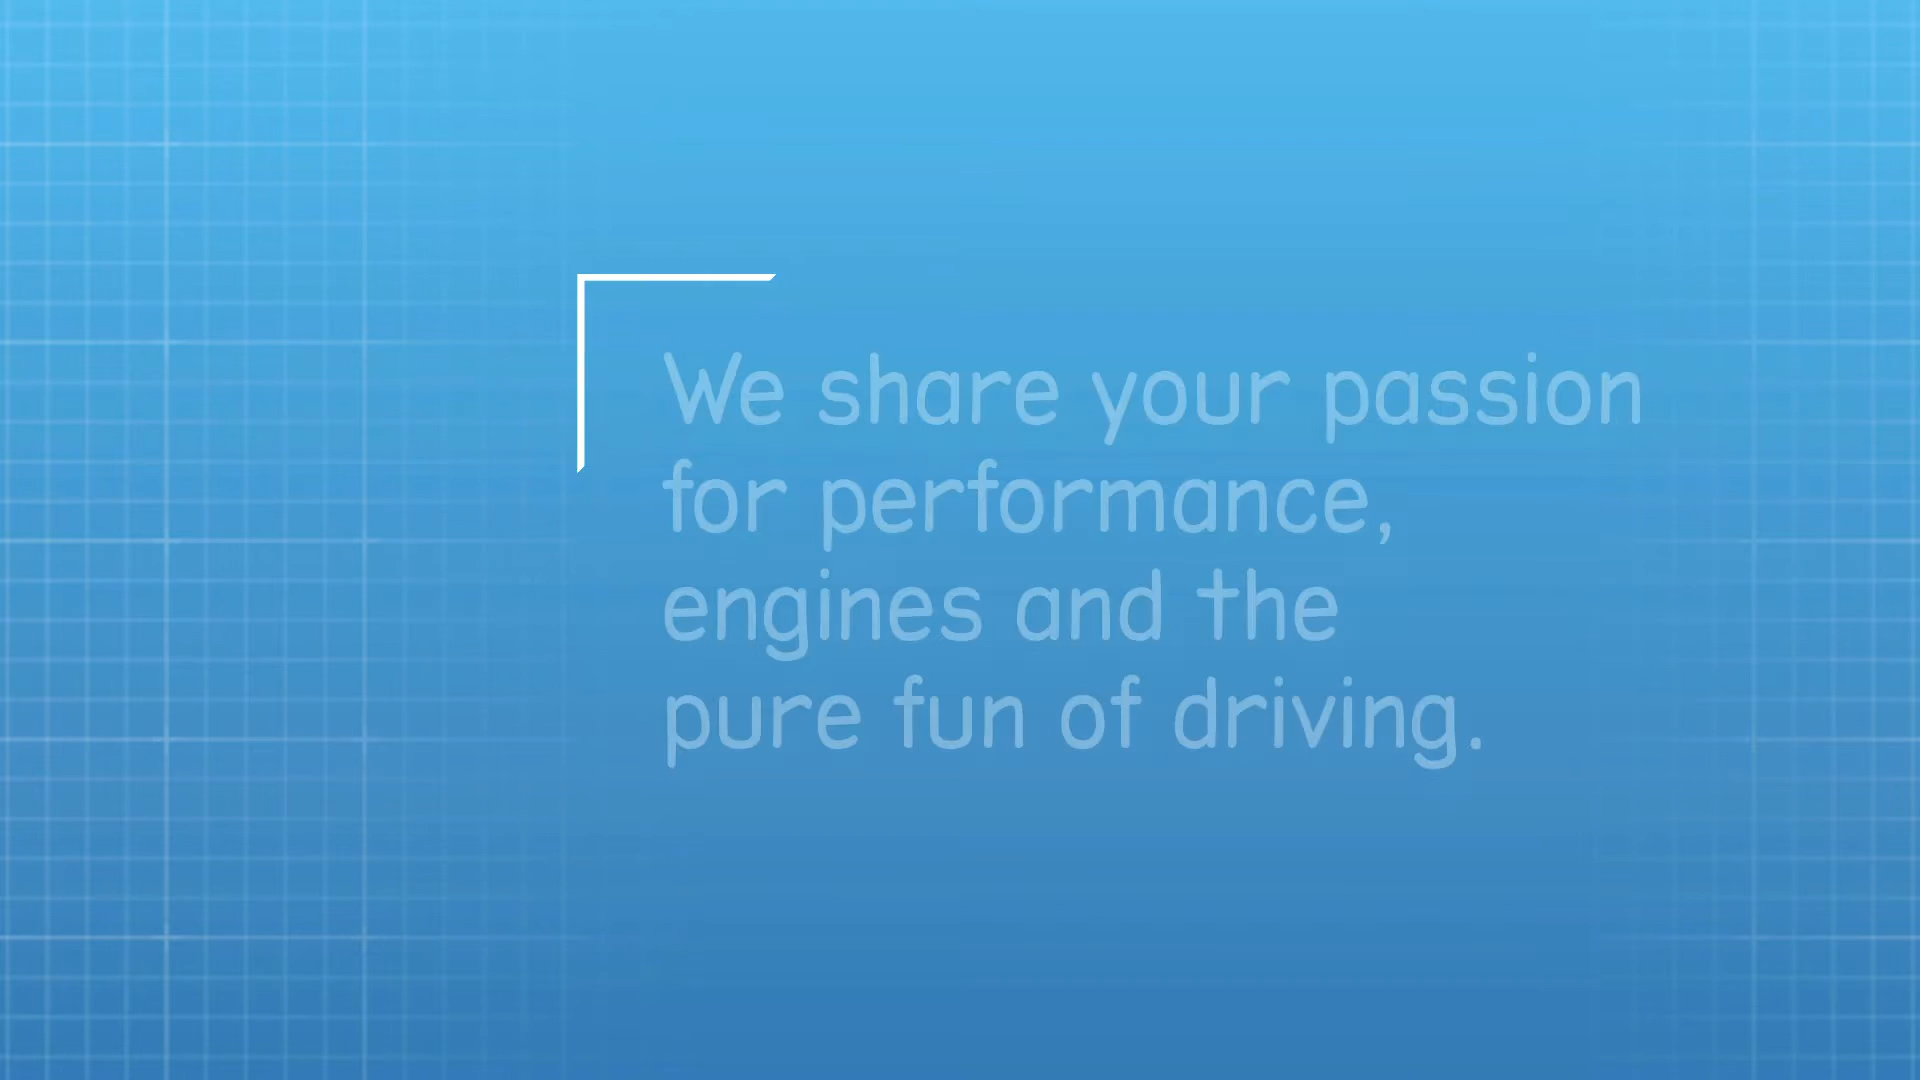 We share your passion
for performance,
engines and the
pure fun of driving.